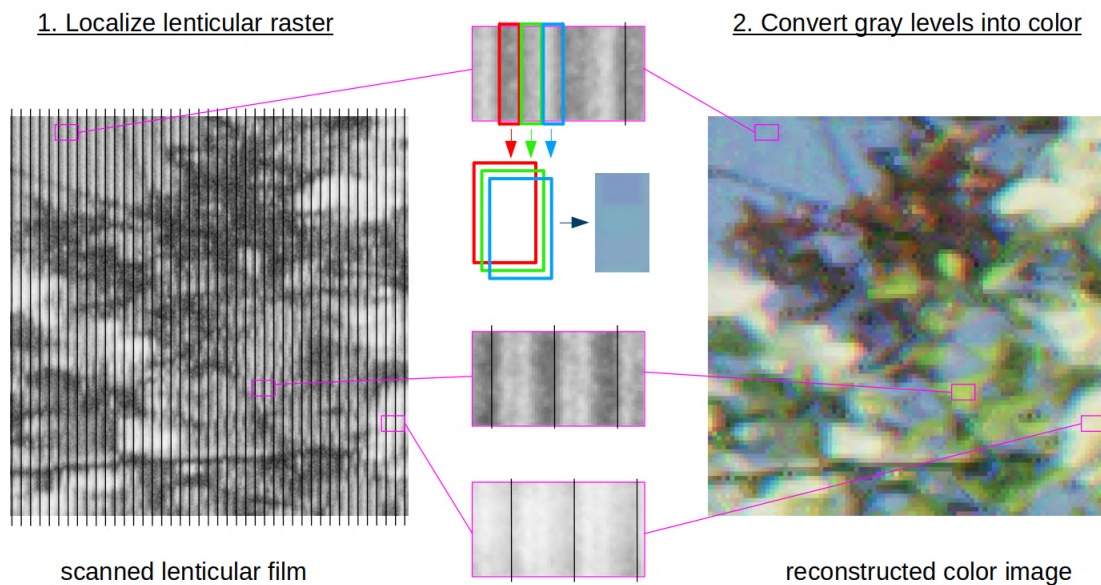 1. Localize lenticular raster
2. Convert gray levels into color
scanned lenticular film
reconstructed color image